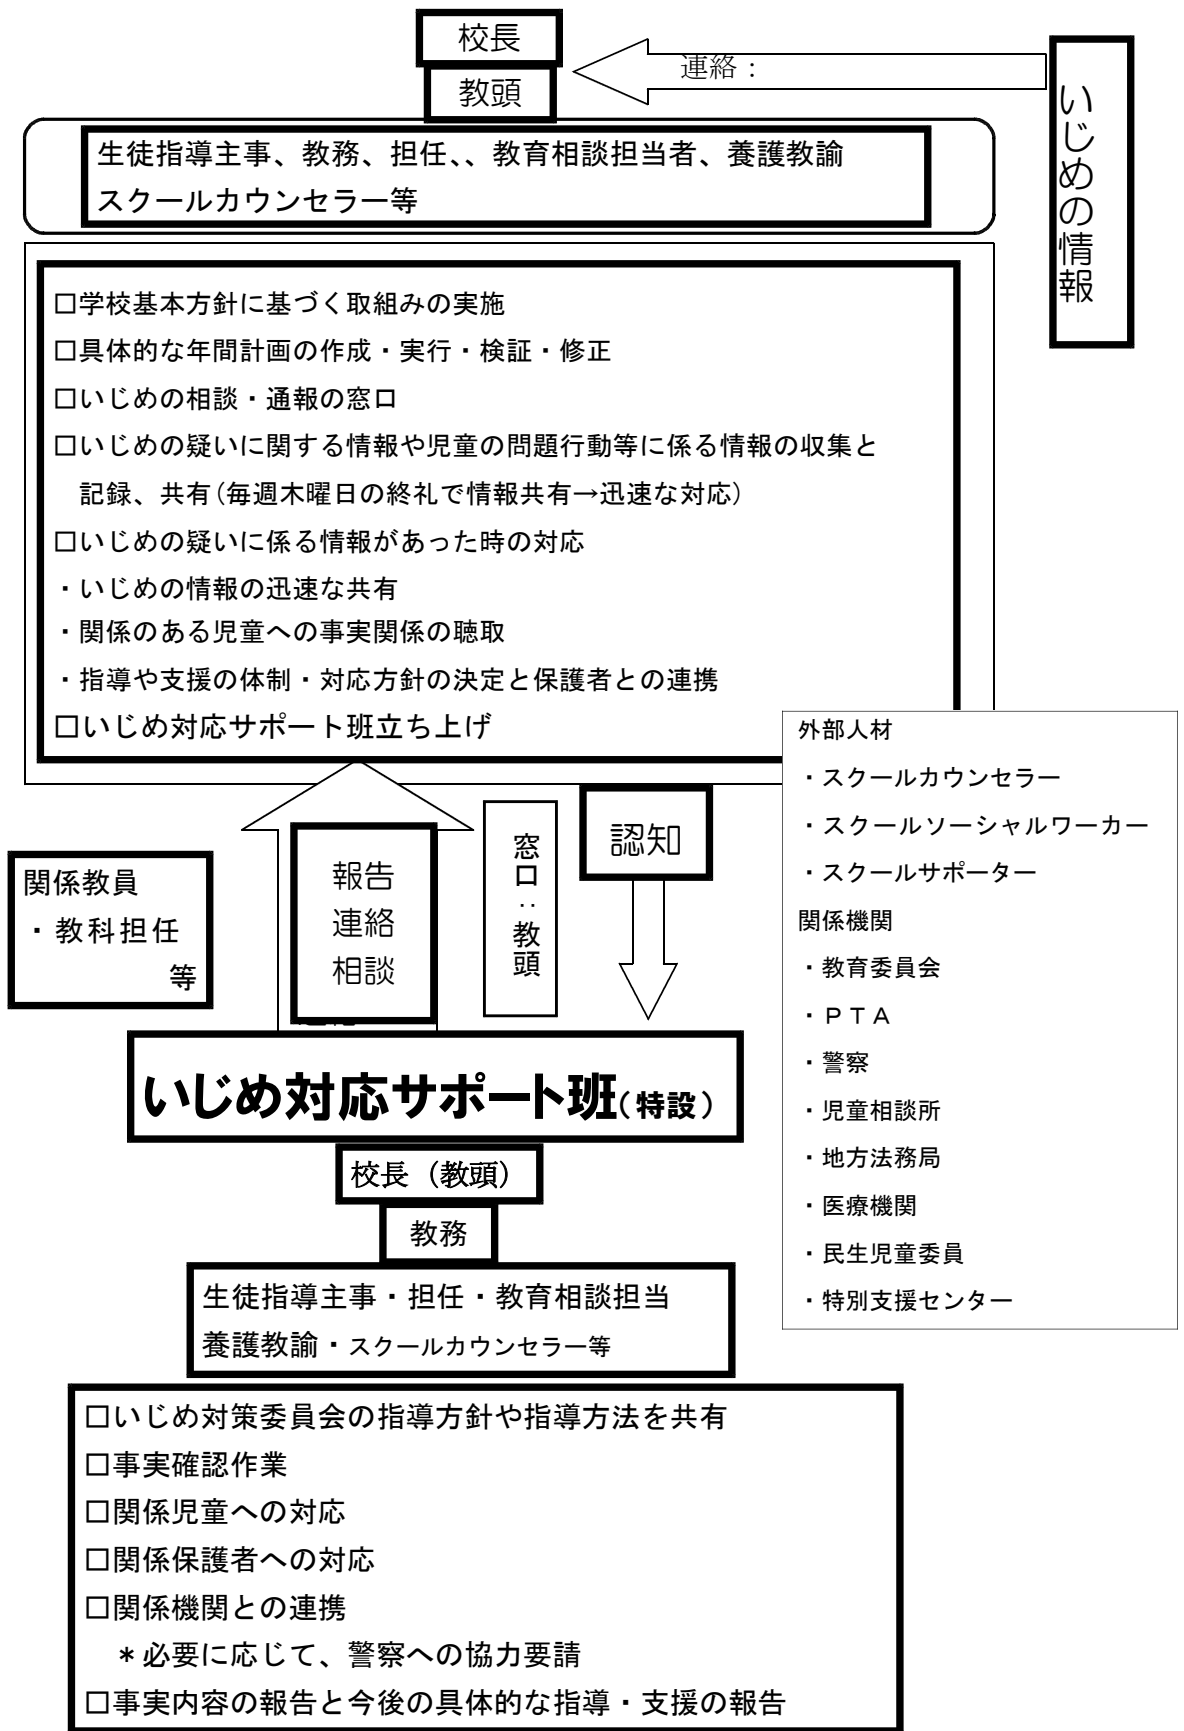 校長
連絡：
教頭
いじめの情報
生徒指導主事、教務、担任、、教育相談担当者、養護教諭
スクールカウンセラー等
□学校基本方針に基づく取組みの実施
□具体的な年間計画の作成・実行・検証・修正
□いじめの相談・通報の窓口
□いじめの疑いに関する情報や児童の問題行動等に係る情報の収集と
記録、共有(毎週木曜日の終礼で情報共有→迅速な対応)
□いじめの疑いに係る情報があった時の対応
・いじめの情報の迅速な共有
・関係のある児童への事実関係の聴取
・指導や支援の体制・対応方針の決定と保護者との連携
□いじめ対応サポート班立ち上げ
外部人材
・スクールカウンセラー
・スクールソーシャルワーカー
・スクールサポーター
関係機関
・教育委員会
・ＰＴＡ
・警察
・児童相談所
・地方法務局
・医療機関
・民生児童委員
・特別支援センター
関係教員
・教科担任
等
報告
連絡
相談
窓口：教頭
認知
いじめ対応サポート班(特設)
校長（教頭）
教務
生徒指導主事・担任・教育相談担当
養護教諭・スクールカウンセラー等
□いじめ対策委員会の指導方針や指導方法を共有
□事実確認作業
□関係児童への対応
□関係保護者への対応
□関係機関との連携
＊必要に応じて、警察への協力要請
□事実内容の報告と今後の具体的な指導・支援の報告